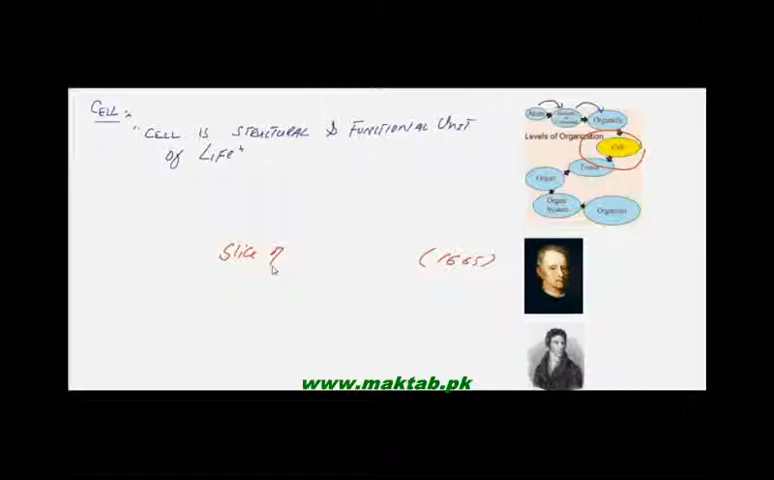 CELL:
"CELL IS STRUCTURAL & FUNCTIONAL UNIT
OF LIFE"
Atom
Organelle
Levels of Organization
Cell
Tissue
Organ
Organ
System
Organism
Slice
(1665)
www.maktab.pk